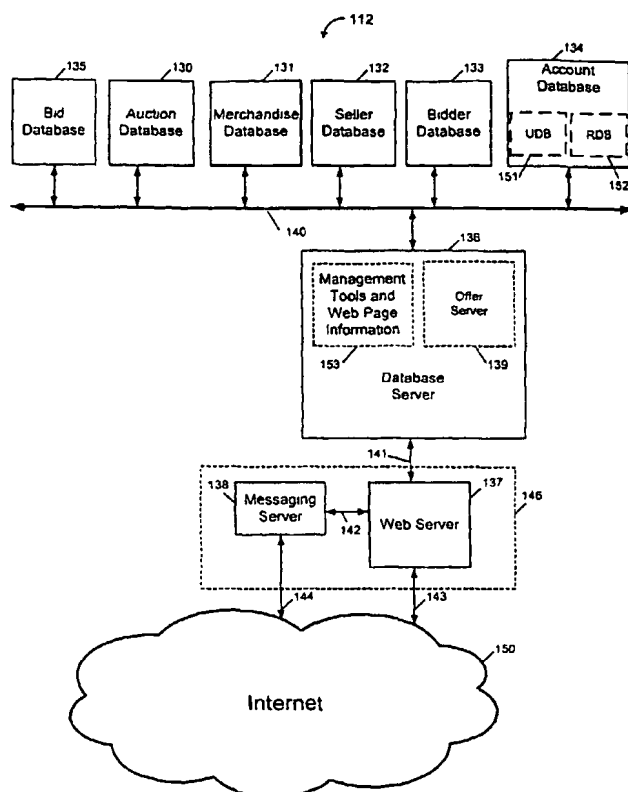 112
135 130 131 132 133 134
Bid Database
Auction Database
Merchandise Database
Seller Database
Bidder Database
Account Database
UDB RDB
151 152
140
136
Management Tools and Web Page Information
Offer Server
153 139
Database Server
141
138 137 146
Messaging Server
142
Web Server
144 143
150
Internet